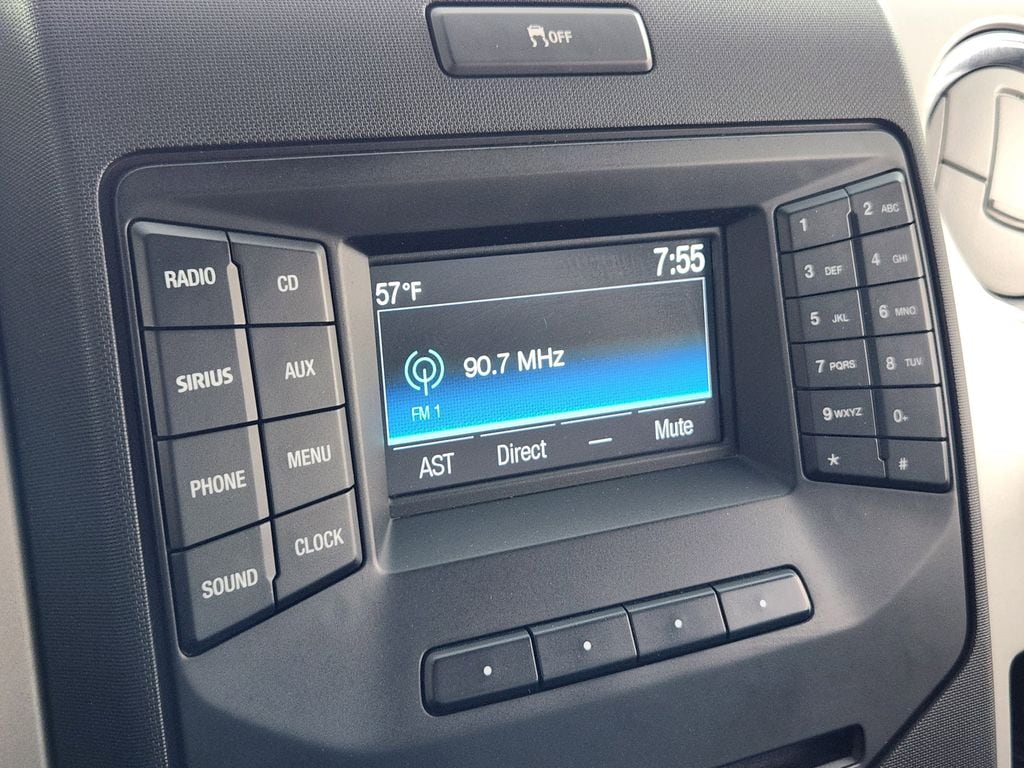 OFF
RADIO CD
SIRIUS AUX
PHONE MENU
SOUND CLOCK
57°F 7:55
90.7 MHz
FM 1
AST Direct — Mute
1 2 ABC
3 DEF 4 GHI
5 JKL 6 MNO
7 PQRS 8 TUV
9 WXYZ 0+
* #